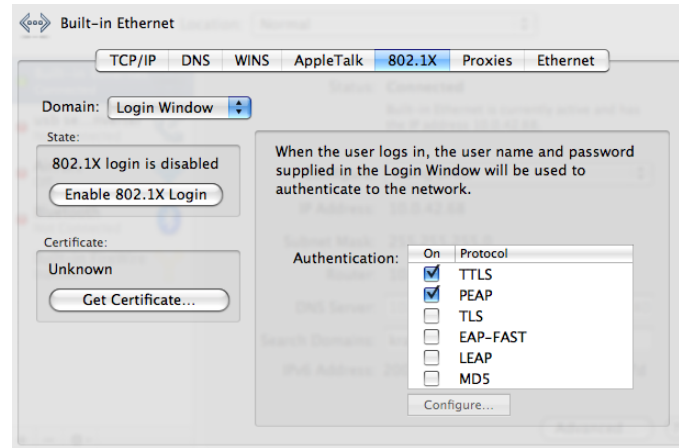 Built-in Ethernet
TCP/IP DNS WINS AppleTalk 802.1X Proxies Ethernet
Domain: Login Window
State:
802.1X login is disabled
Enable 802.1X Login
Certificate:
Unknown
Get Certificate...
When the user logs in, the user name and password
supplied in the Login Window will be used to
authenticate to the network.
Authentication:
On Protocol
TTLS
PEAP
TLS
EAP-FAST
LEAP
MD5
Configure...